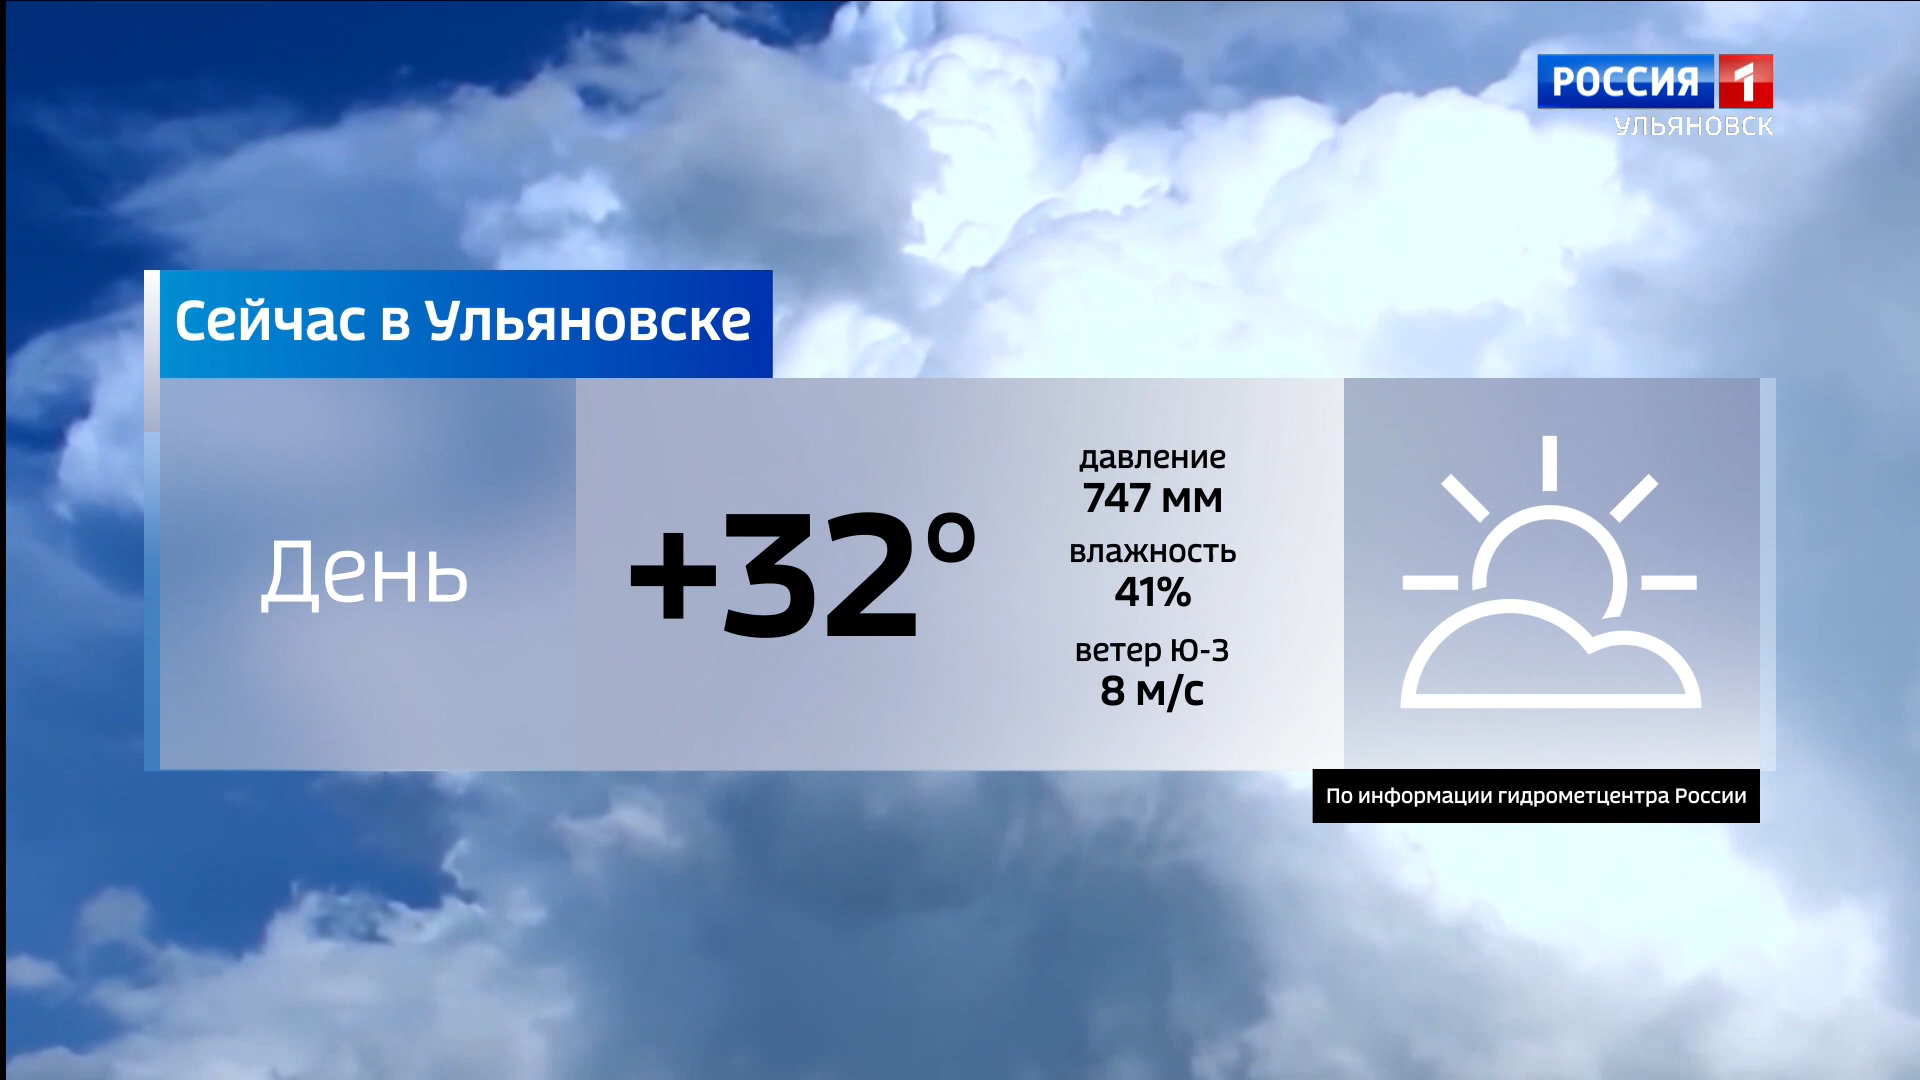 РОССИЯ 1
УЛЬЯНОВСК
Сейчас в Ульяновске
День
+32°
давление
747 мм
влажность
41%
ветер Ю-З
8 м/с
По информации гидрометцентра России